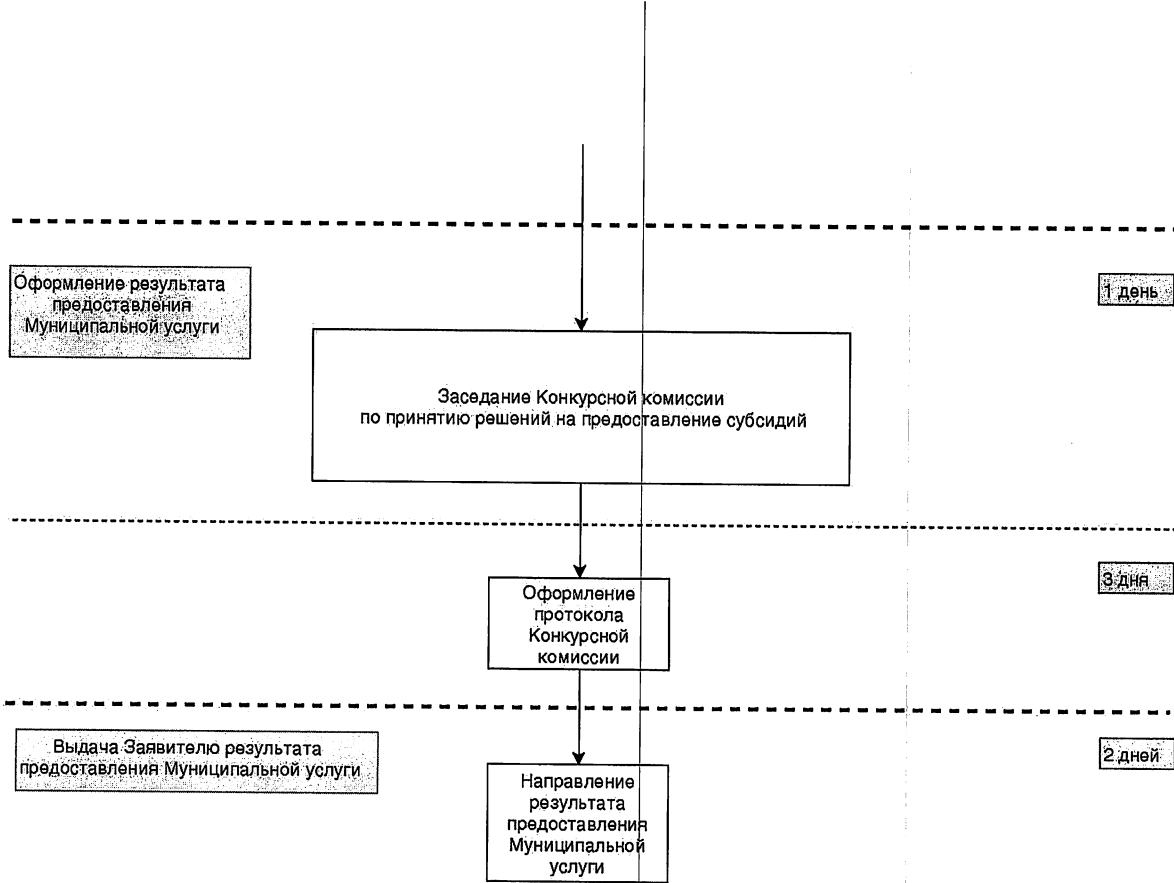 Оформление результата
предоставления
Муниципальной услуги
1 день
Заседание Конкурсной комиссии
по принятию решений на предоставление субсидий
3 дня
Оформление
протокола
Конкурсной
комиссии
Выдача Заявителю результата
предоставления Муниципальной услуги
2 дней
Направление
результата
предоставления
Муниципальной
услуги